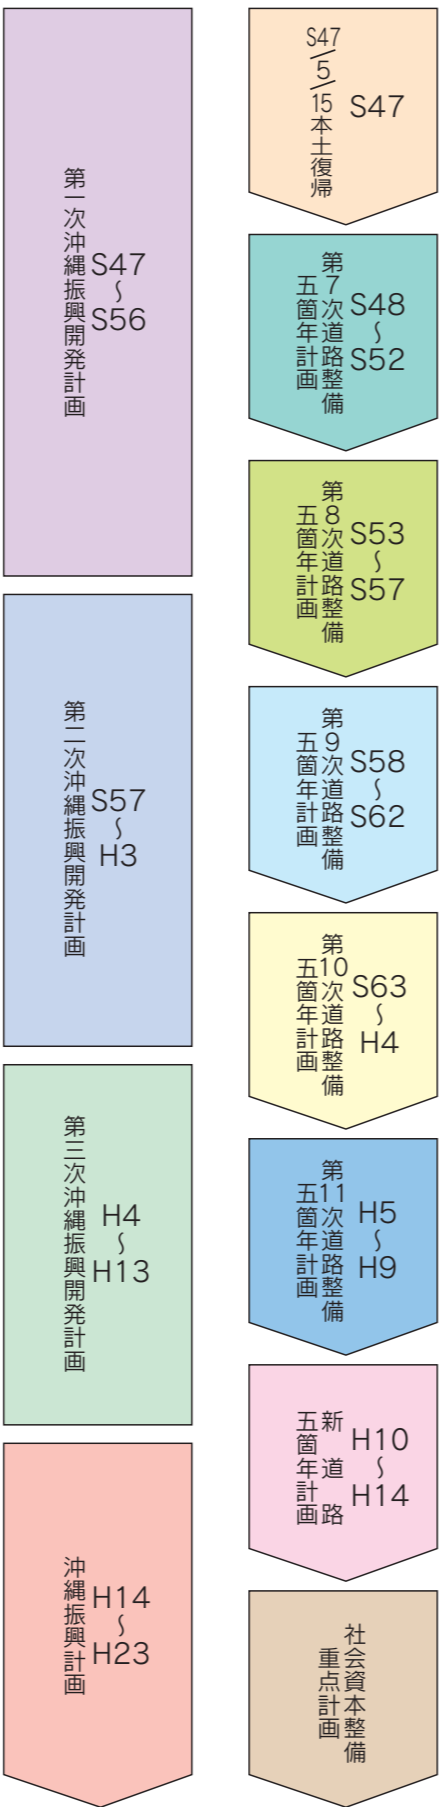 S47
~
S56
第一次沖縄振興開発計画
S57
~
H3
第二次沖縄振興開発計画
H4
~
H13
第三次沖縄振興開発計画
H14
~
H23
沖縄振興計画
S47
S47/5/15本土復帰
S48
~
S52
第7次道路整備
五箇年計画
S53
~
S57
第8次道路整備
五箇年計画
S58
~
S62
第9次道路整備
五箇年計画
S63
~
H4
第10次道路整備
五箇年計画
H5
~
H9
第11次道路整備
五箇年計画
H10
~
H14
新道路
五箇年計画
社会資本整備
重点計画